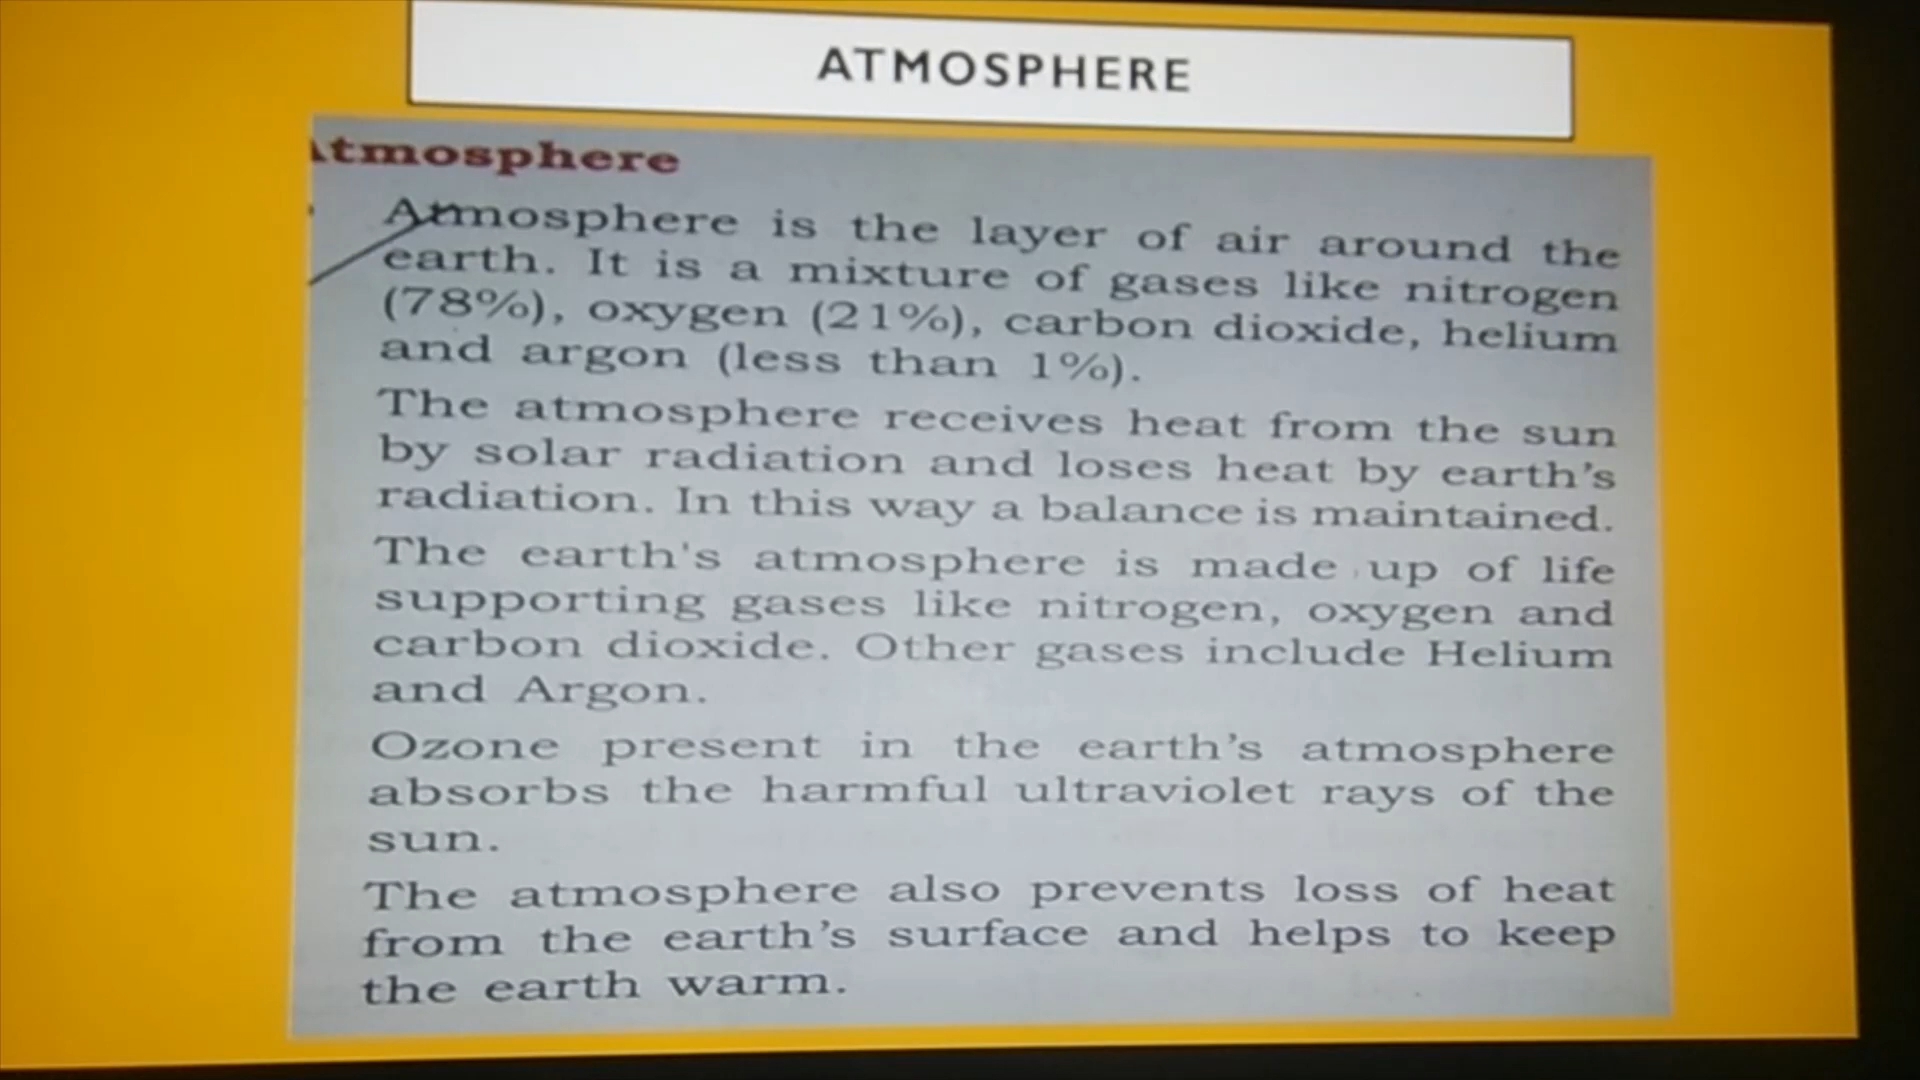 ATMOSPHERE
Atmosphere
Atmosphere is the layer of air around the
earth. It is a mixture of gases like nitrogen
(78%), oxygen (21%), carbon dioxide, helium
and argon (less than 1%).
The atmosphere receives heat from the sun
by solar radiation and loses heat by earth's
radiation. In this way a balance is maintained.
The earth's atmosphere is made up of life
supporting gases like nitrogen, oxygen and
carbon dioxide. Other gases include Helium
and Argon.
Ozone present in the earth's atmosphere
absorbs the harmful ultraviolet rays of the
sun.
The atmosphere also prevents loss of heat
from the earth's surface and helps to keep
the earth warm.